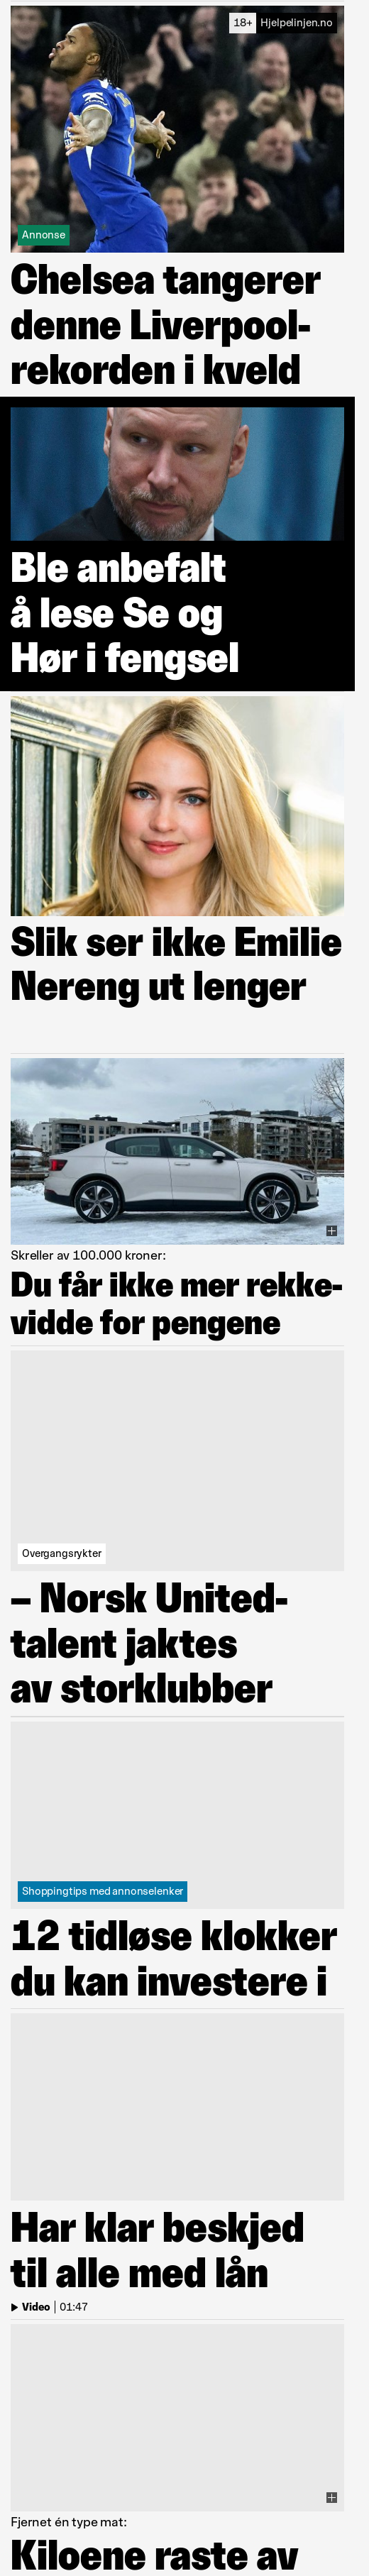 18+ Hjelpelinjen.no
Annonse
Chelsea tangerer
denne Liverpool-
rekorden i kveld
Ble anbefalt
å lese Se og
Hør i fengsel
Slik ser ikke Emilie
Nereng ut lenger
Skreller av 100.000 kroner:
Du får ikke mer rekke-
vidde for pengene
Overgangsrykter
– Norsk United-
talent jaktes
av storklubber
Shoppingtips med annonselenker
12 tidløse klokker
du kan investere i
Har klar beskjed
til alle med lån
Video | 01:47
Fjernet én type mat:
Kiloene raste av